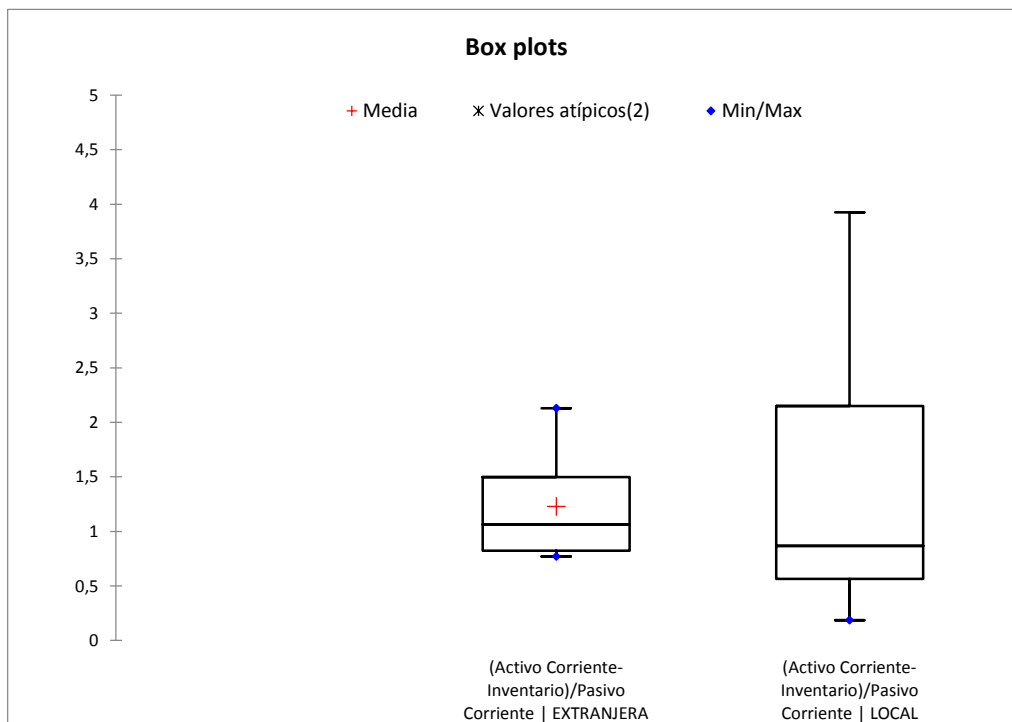 Box plots
Media
Valores atípicos(2)
Min/Max
5
4,5
4
3,5
3
2,5
2
1,5
1
0,5
0
(Activo Corriente-
Inventario)/Pasivo
Corriente | EXTRANJERA
(Activo Corriente-
Inventario)/Pasivo
Corriente | LOCAL